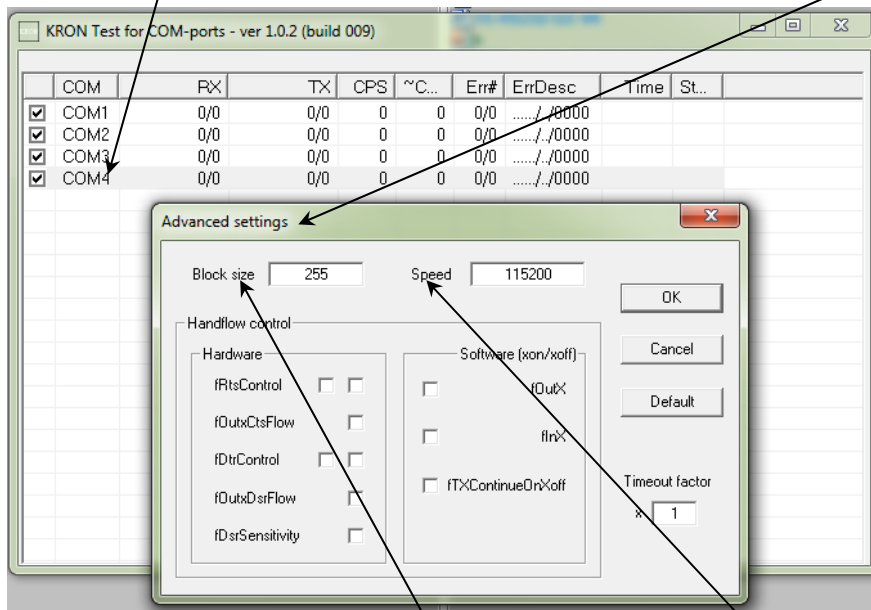 KRON Test for COM-ports - ver 1.0.2 (build 009)
COM RX TX CPS ~C... Err# ErrDesc Time St...
COM1 0/0 0/0 0 0 0/0 ....../../0000
COM2 0/0 0/0 0 0 0/0 ....../../0000
COM3 0/0 0/0 0 0 0/0 ....../../0000
COM4 0/0 0/0 0 0 0/0 ....../../0000
Advanced settings
Block size 255 Speed 115200
OK
Handflow control
Hardware
Software (xon/xoff)
Cancel
fRtsControl
fOutX
Default
fOutxCtsFlow
fInX
fDtrControl
fTXContinueOnXoff
Timeout factor
fOutxDsrFlow
x 1
fDsrSensitivity